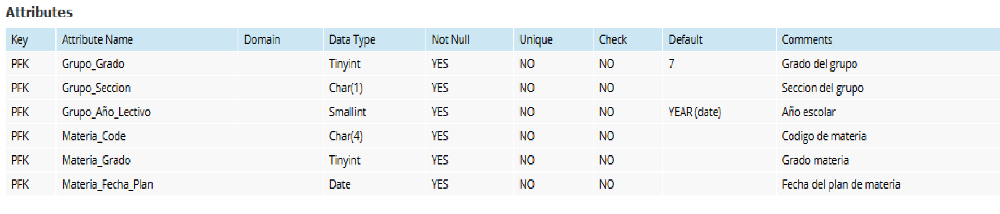 Attributes
Key Attribute Name Domain Data Type Not Null Unique Check Default Comments
PFK Grupo_Grado Tinyint YES NO NO 7 Grado del grupo
PFK Grupo_Seccion Char(1) YES NO NO Seccion del grupo
PFK Grupo_Año_Lectivo Smallint YES NO NO YEAR (date) Año escolar
PFK Materia_Code Char(4) YES NO NO Codigo de materia
PFK Materia_Grado Tinyint YES NO NO Grado materia
PFK Materia_Fecha_Plan Date YES NO NO Fecha del plan de materia